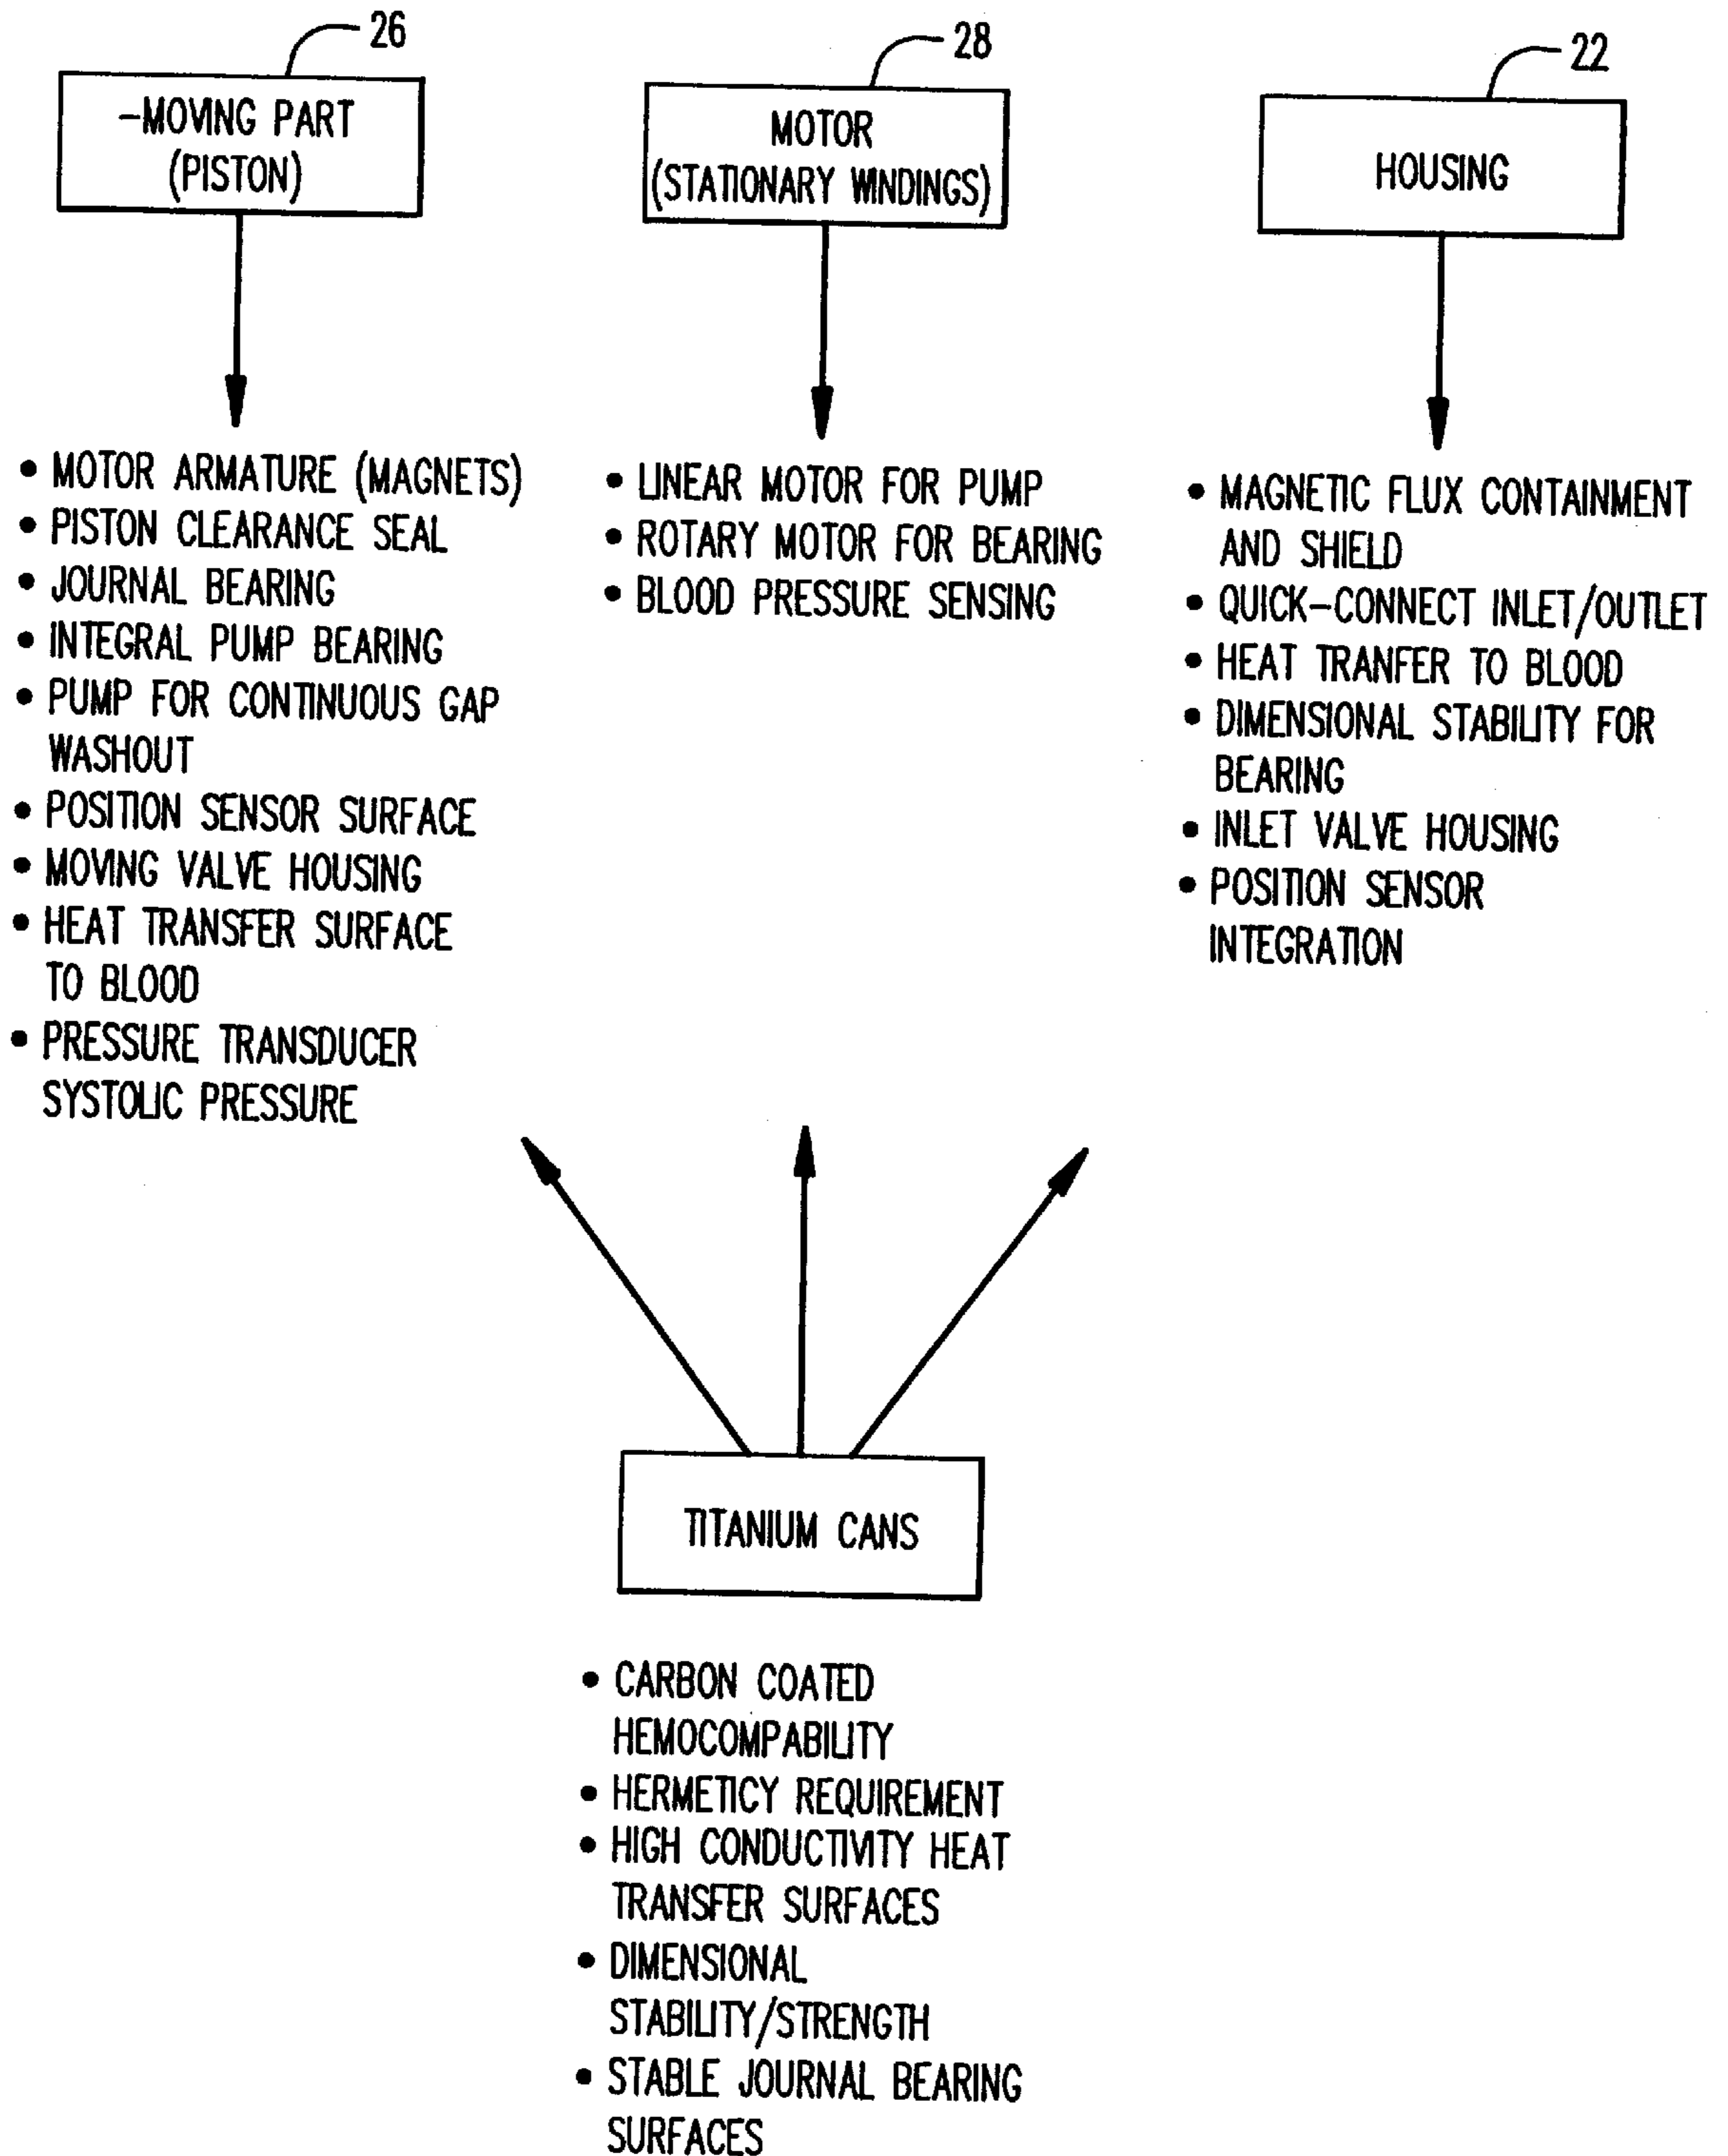 26
-MOVING PART
(PISTON)
• MOTOR ARMATURE (MAGNETS)
• PISTON CLEARANCE SEAL
• JOURNAL BEARING
• INTEGRAL PUMP BEARING
• PUMP FOR CONTINUOUS GAP
WASHOUT
• POSITION SENSOR SURFACE
• MOVING VALVE HOUSING
• HEAT TRANSFER SURFACE
TO BLOOD
• PRESSURE TRANSDUCER
SYSTOLIC PRESSURE
28
MOTOR
(STATIONARY WINDINGS)
• LINEAR MOTOR FOR PUMP
• ROTARY MOTOR FOR BEARING
• BLOOD PRESSURE SENSING
22
HOUSING
• MAGNETIC FLUX CONTAINMENT
AND SHIELD
• QUICK-CONNECT INLET/OUTLET
• HEAT TRANFER TO BLOOD
• DIMENSIONAL STABILITY FOR
BEARING
• INLET VALVE HOUSING
• POSITION SENSOR
INTEGRATION
TITANIUM CANS
• CARBON COATED
HEMOCOMPABILITY
• HERMETICY REQUIREMENT
• HIGH CONDUCTIVITY HEAT
TRANSFER SURFACES
• DIMENSIONAL
STABILITY/STRENGTH
• STABLE JOURNAL BEARING
SURFACES